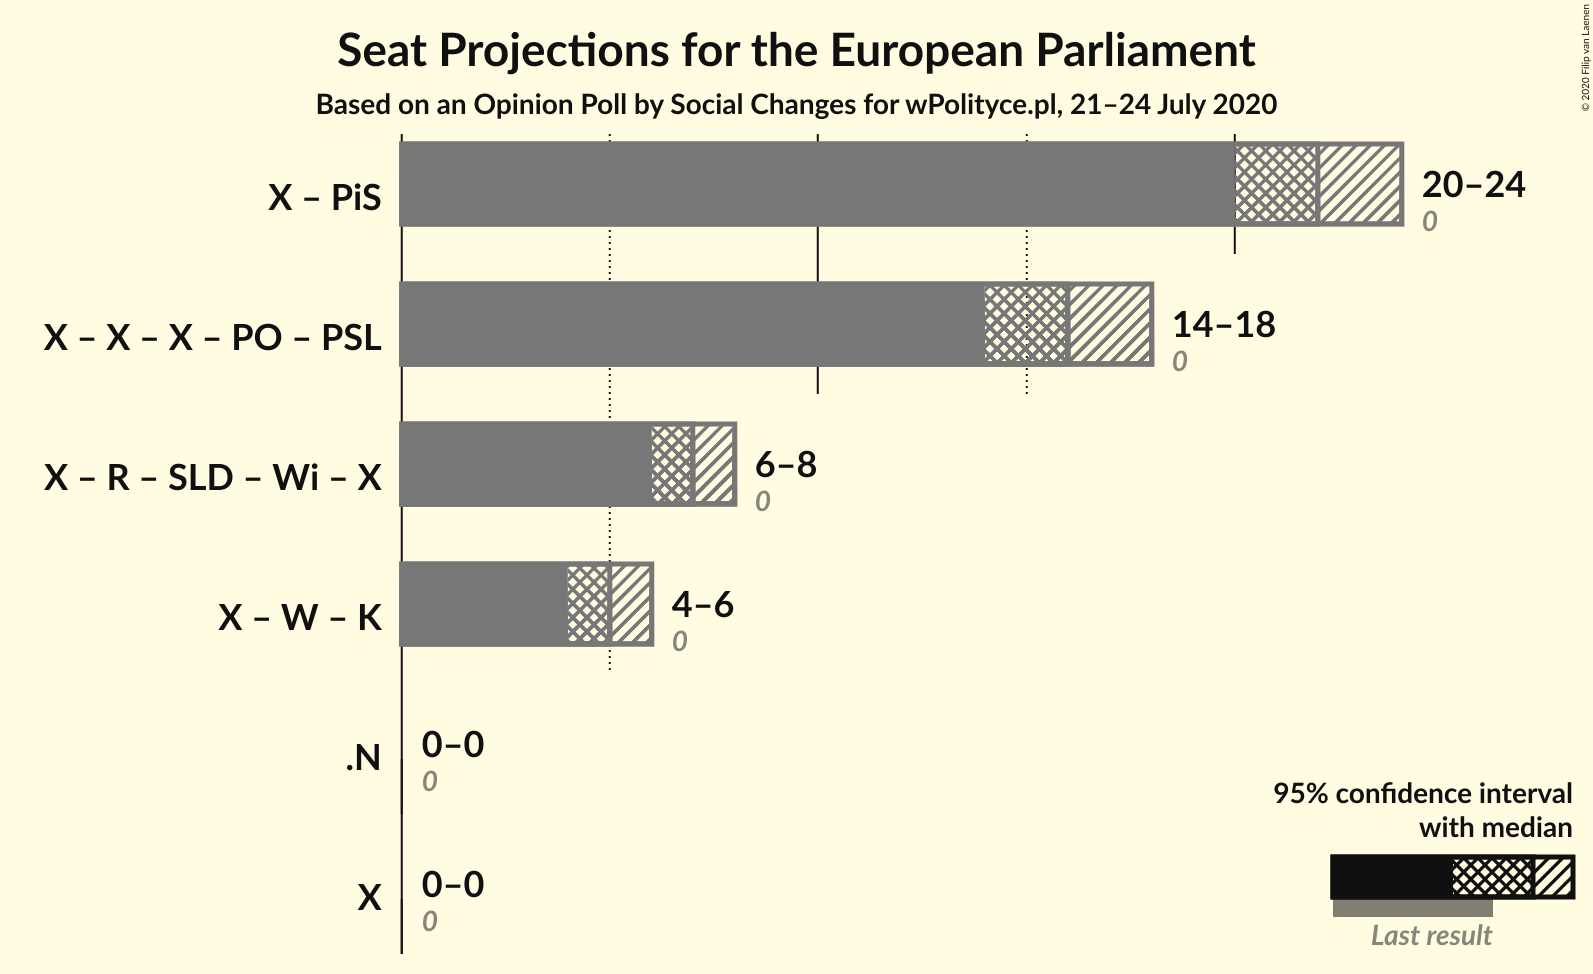 Seat Projections for the European Parliament
Based on an Opinion Poll by Social Changes for wPolityce.pl, 21–24 July 2020
© 2020 Filip van Laenen
X – PiS
20–24
0
X – X – X – PO – PSL
14–18
0
X – R – SLD – Wi – X
6–8
0
X – W – K
4–6
0
.N
0–0
0
X
0–0
0
95% confidence interval
with median
Last result